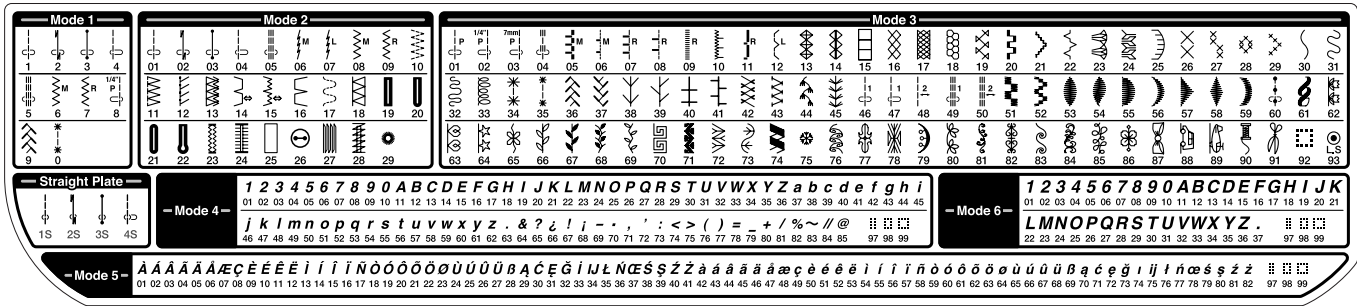 Mode 1
P 1/4"
1 2 3 4
M R P 1/4"
5 6 7 8
9 0
Mode 2
M L M R
01 02 03 04 05 06 07 08 09 10
11 12 13 14 15 16 17 18 19 20
21 22 23 24 25 26 27 28 29
Mode 3
P 1/4" P 7mm P M M R R R M R L
01 02 03 04 05 06 07 08 09 10 11 12 13 14 15 16 17 18 19 20 21 22 23 24 25 26 27 28 29 30 31
1 1 2 1 2
32 33 34 35 36 37 38 39 40 41 42 43 44 45 46 47 48 49 50 51 52 53 54 55 56 57 58 59 60 61 62
L.S
63 64 65 66 67 68 69 70 71 72 73 74 75 76 77 78 79 80 81 82 83 84 85 86 87 88 89 90 91 92 93
Straight Plate
1S 2S 3S 4S
Mode 4
1 2 3 4 5 6 7 8 9 0 A B C D E F G H I J K L M N O P Q R S T U V W X Y Z a b c d e f g h i
01 02 03 04 05 06 07 08 09 10 11 12 13 14 15 16 17 18 19 20 21 22 23 24 25 26 27 28 29 30 31 32 33 34 35 36 37 38 39 40 41 42 43 44 45
j k l m n o p q r s t u v w x y z . & ? ¿ ! ¡ – · , ' : < > ( ) = _ + / % ~ // @
46 47 48 49 50 51 52 53 54 55 56 57 58 59 60 61 62 63 64 65 66 67 68 69 70 71 72 73 74 75 76 77 78 79 80 81 82 83 84 85 97 98 99
Mode 6
1 2 3 4 5 6 7 8 9 0 A B C D E F G H I J K
01 02 03 04 05 06 07 08 09 10 11 12 13 14 15 16 17 18 19 20 21
L M N O P Q R S T U V W X Y Z .
22 23 24 25 26 27 28 29 30 31 32 33 34 35 36 37 97 98 99
Mode 5
À Á Â Ã Ä Å Æ Ç È É Ê Ë Ì Í Î Ï Ñ Ò Ó Ô Õ Ö Ø Ù Ú Û Ü ß Ą Ć Ę Ğ İ IJ Ł Ń Œ Ś Ş Ź Ż à á â ã ä å æ ç è é ê ë ì í î ï ñ ò ó ô õ ö ø ù ú û ü ß ą ć ę ğ ı ij ł ń œ ś ş ź ż
01 02 03 04 05 06 07 08 09 10 11 12 13 14 15 16 17 18 19 20 21 22 23 24 25 26 27 28 29 30 31 32 33 34 35 36 37 38 39 40 41 42 43 44 45 46 47 48 49 50 51 52 53 54 55 56 57 58 59 60 61 62 63 64 65 66 67 68 69 70 71 72 73 74 75 76 77 78 79 80 81 82 97 98 99